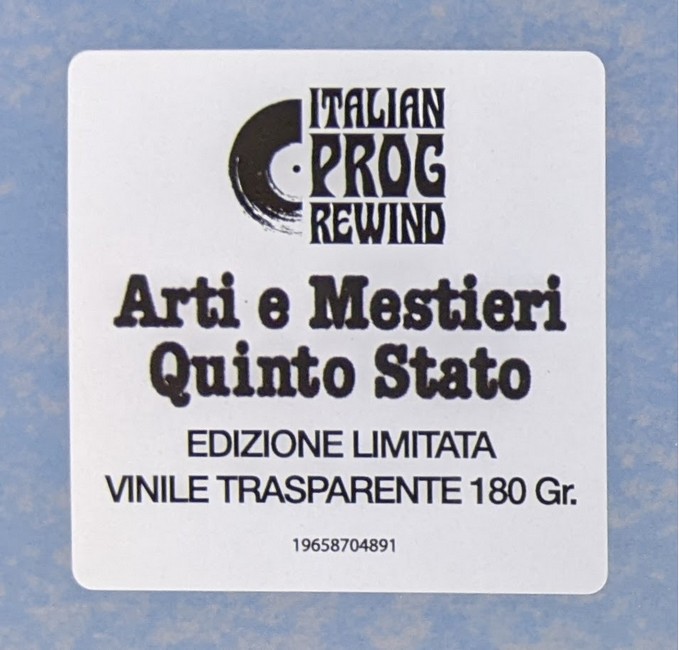 ITALIAN
PROG
REWIND
Arti e Mestieri
Quinto Stato
EDIZIONE LIMITATA
VINILE TRASPARENTE 180 Gr.
19658704891